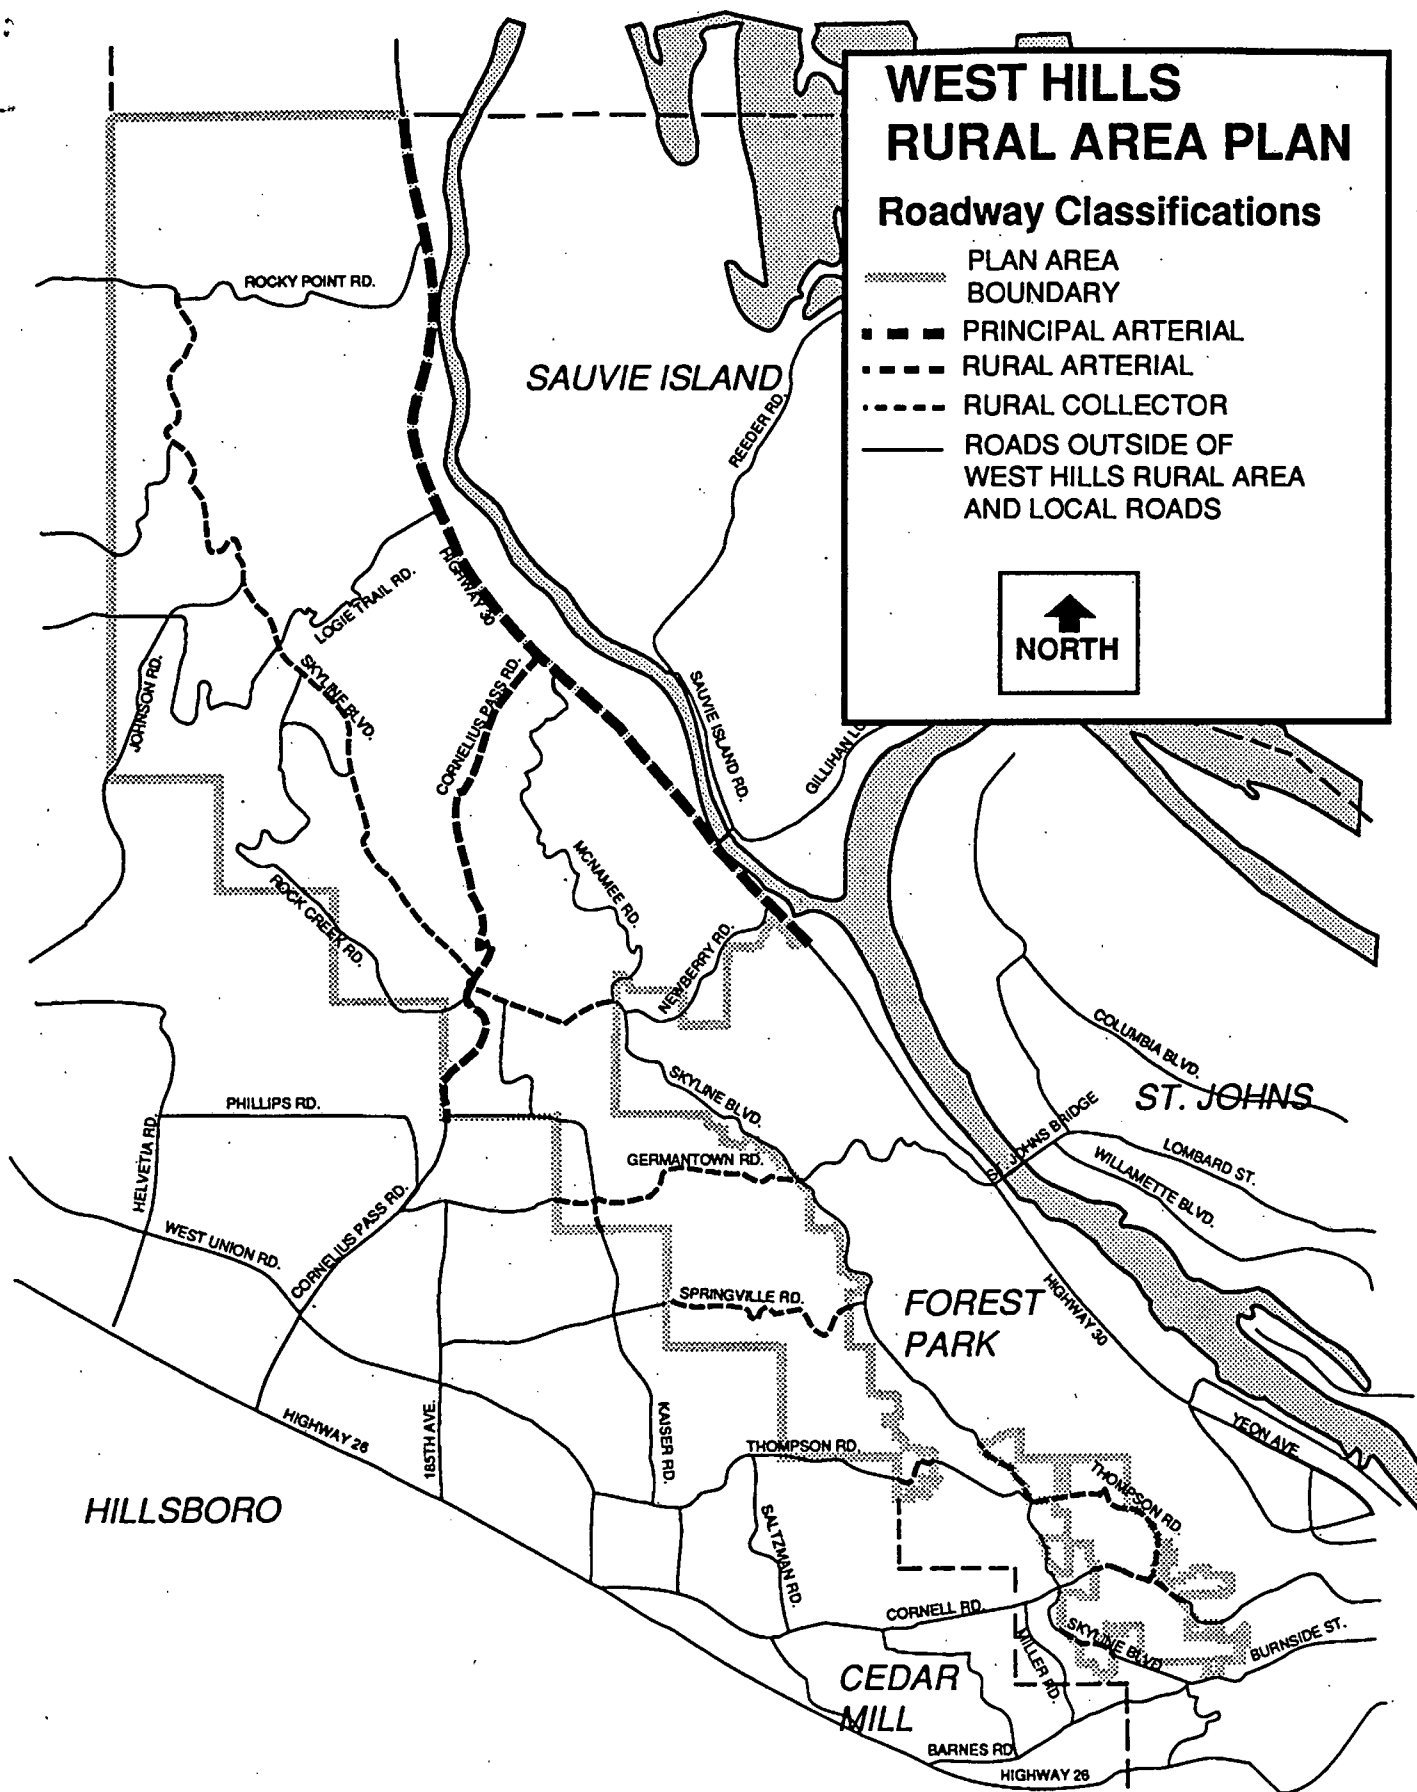 WEST HILLS
RURAL AREA PLAN
Roadway Classifications
PLAN AREA
BOUNDARY
PRINCIPAL ARTERIAL
RURAL ARTERIAL
RURAL COLLECTOR
ROADS OUTSIDE OF
WEST HILLS RURAL AREA
AND LOCAL ROADS
NORTH
ROCKY POINT RD.
SAUVIE ISLAND
REEDER RD.
HIGHWAY 30
LOGIE TRAIL RD.
SKYLINE BLVD.
JOHNSON RD.
CORNELIUS PASS RD.
SAUVIE ISLAND RD.
GILLIHAN
MCNAMEE RD.
ROCK CREEK RD.
NEWBERRY RD.
COLUMBIA BLVD.
SKYLINE BLVD.
ST. JOHNS
PHILLIPS RD.
HELVETIA RD.
ST. JOHNS BRIDGE
LOMBARD ST.
WILLAMETTE BLVD.
GERMANTOWN RD.
CORNELIUS PASS RD.
WEST UNION RD.
SPRINGVILLE RD.
FOREST
PARK
HIGHWAY 30
HIGHWAY 26
185TH AVE.
KAISER RD.
THOMPSON RD.
YEON AVE.
THOMPSON RD.
HILLSBORO
SALTZMAN RD.
CORNELL RD.
MILLER RD.
SKYLINE BLVD.
BURNSIDE ST.
CEDAR
MILL
BARNES RD.
HIGHWAY 26